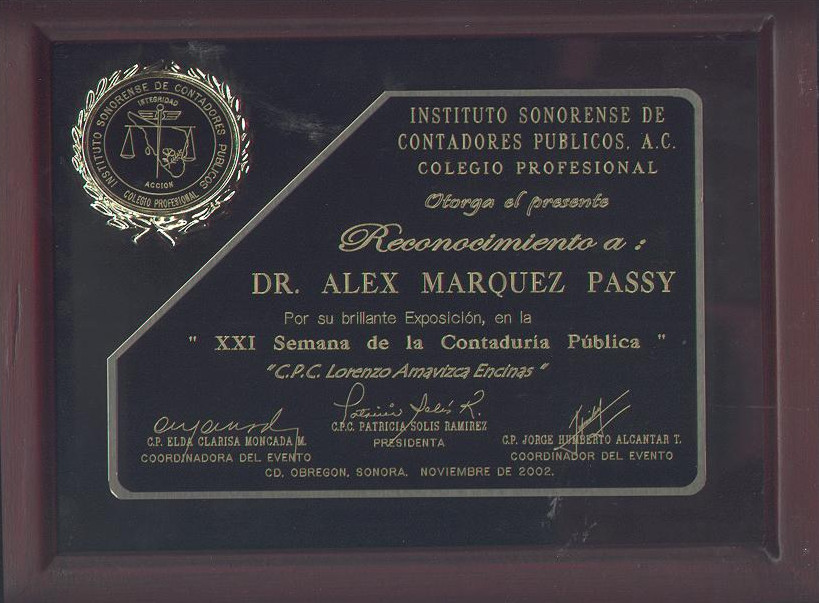 INSTITUTO SONORENSE DE CONTADORES PUBLICOS
INTEGRIDAD
ACCION
COLEGIO PROFESIONAL
INSTITUTO SONORENSE DE
CONTADORES PUBLICOS, A.C.
COLEGIO PROFESIONAL
Otorga el presente
Reconocimiento a :
DR. ALEX MARQUEZ PASSY
Por su brillante Exposición, en la
" XXI Semana de la Contaduría Pública "
"C.P.C. Lorenzo Amavizca Encinas"
Patricia Solis R.
C.P. ELDA CLARISA MONCADA M.
COORDINADORA DEL EVENTO
C.P.C. PATRICIA SOLIS RAMIREZ
PRESIDENTA
C.P. JORGE HUMBERTO ALCANTAR T.
COORDINADOR DEL EVENTO
CD. OBREGON, SONORA, NOVIEMBRE DE 2002.